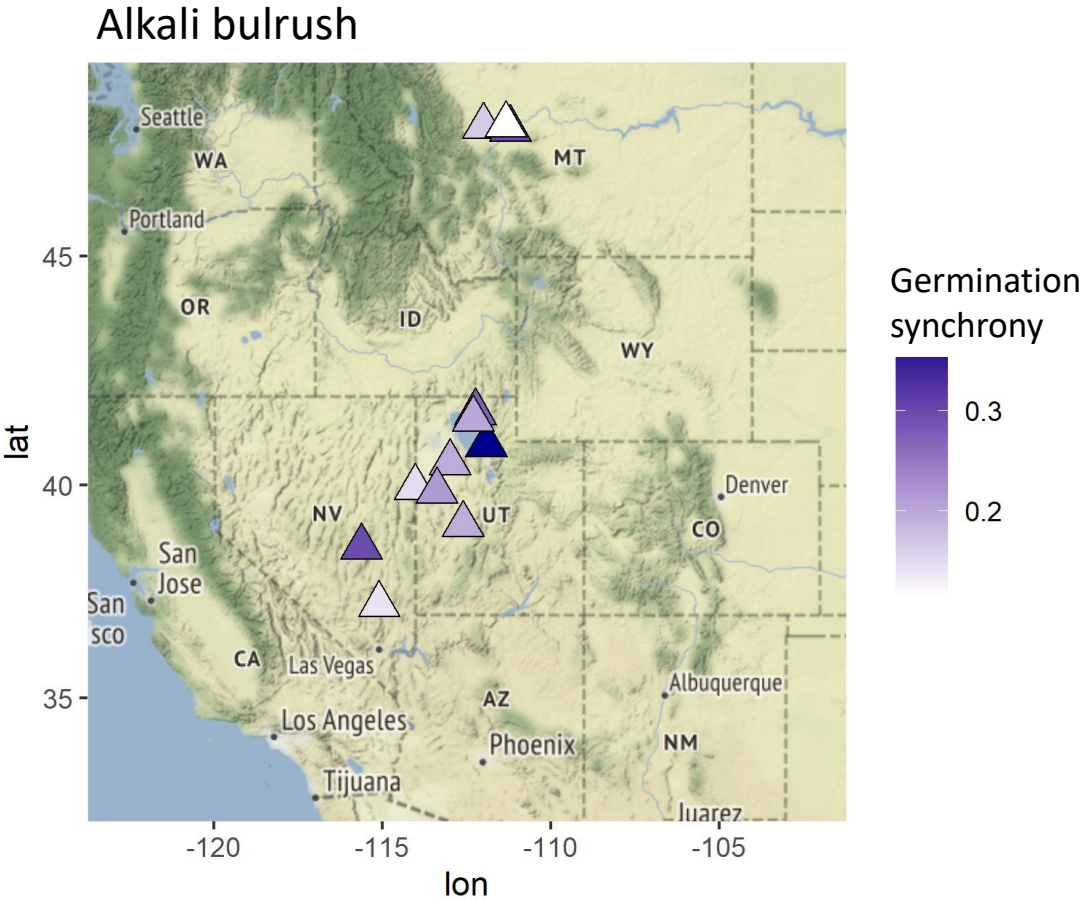 Alkali bulrush
Seattle
WA
MT
Portland
45
OR
ID
WY
Germination
synchrony
0.3
0.2
lat
40
Denver
NV
UT
CO
San
Jose
San
sco
CA
Las Vegas
Albuquerque
35
AZ
Los Angeles
Phoenix
NM
Tijuana
Juarez
-120
-115
-110
-105
lon